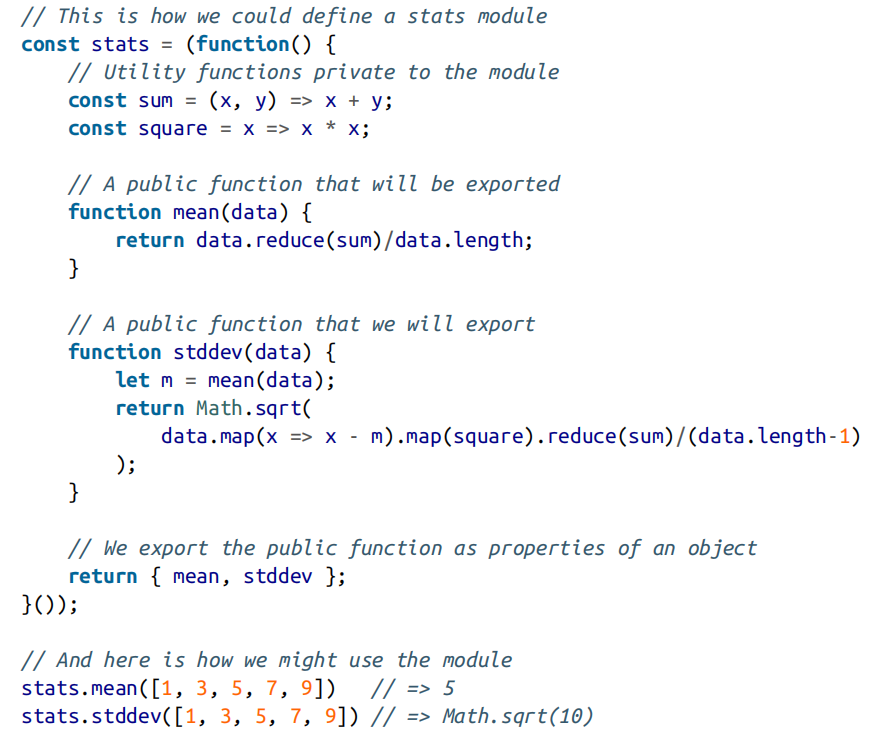 // This is how we could define a stats module
const stats = (function() {
    // Utility functions private to the module
    const sum = (x, y) => x + y;
    const square = x => x * x;

    // A public function that will be exported
    function mean(data) {
        return data.reduce(sum)/data.length;
    }

    // A public function that we will export
    function stddev(data) {
        let m = mean(data);
        return Math.sqrt(
            data.map(x => x - m).map(square).reduce(sum)/(data.length-1)
        );
    }

    // We export the public function as properties of an object
    return { mean, stddev };
}());

// And here is how we might use the module
stats.mean([1, 3, 5, 7, 9])   // => 5
stats.stddev([1, 3, 5, 7, 9]) // => Math.sqrt(10)